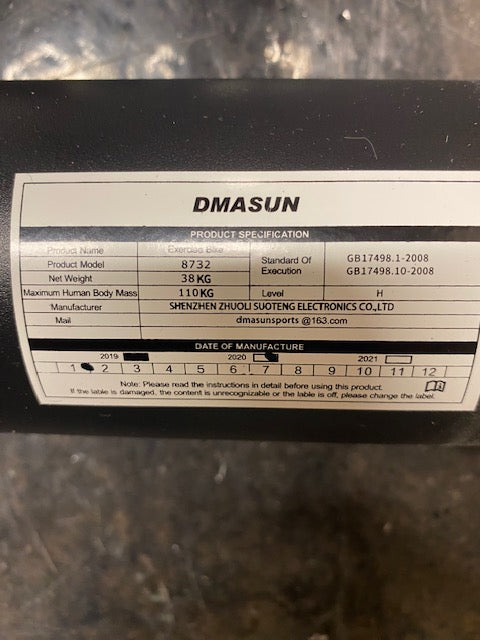 DMASUN
PRODUCT SPECIFICATION
Product Name Exercise Bike
Product Model 8732 Standard Of Execution GB17498.1-2008 GB17498.10-2008
Net Weight 38KG
Maximum Human Body Mass 110KG Level H
Manufacturer SHENZHEN ZHUOLI SUOTENG ELECTRONICS CO.,LTD
Mail dmasunsports @163.com
DATE OF MANUFACTURE
2019 2020 2021
1 2 3 4 5 6 7 8 9 10 11 12
Note: Please read the instructions in detail before using this product.
If the lable is damaged, the content is unrecognizable or the lable is off, please change the label.